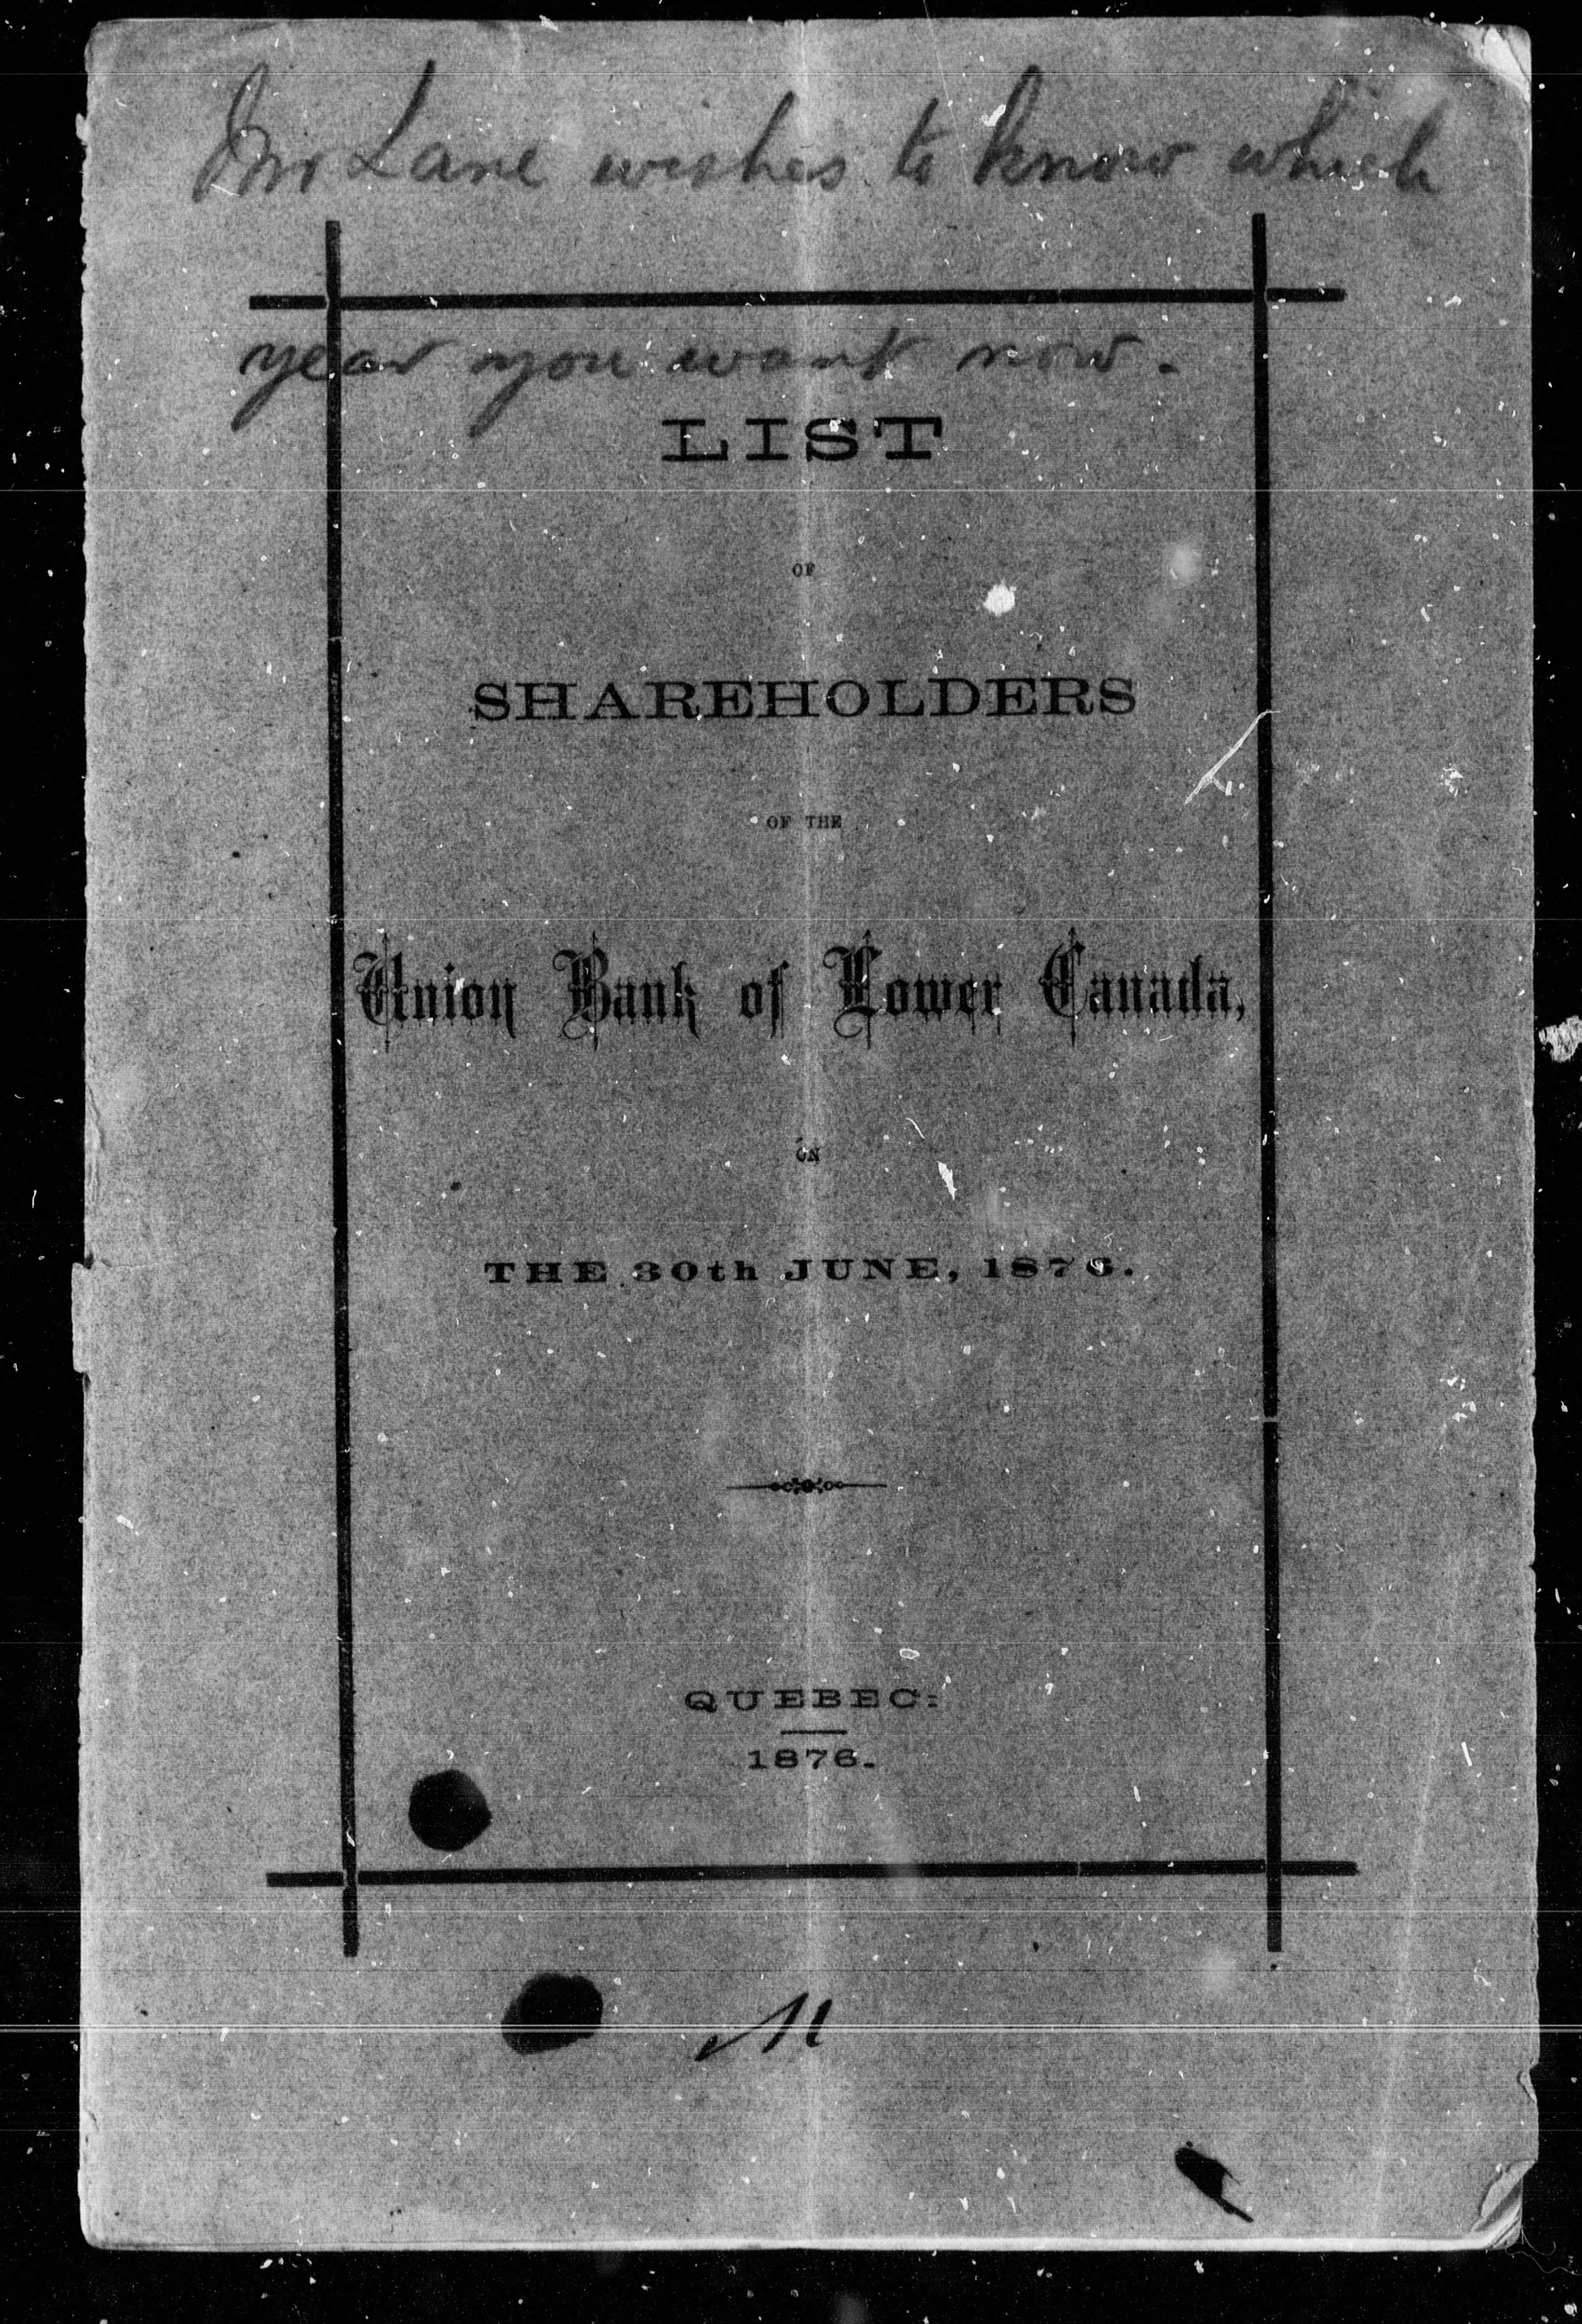 Mr Lane wishes to know which
year you want now.
LIST
OF
SHAREHOLDERS
OF THE
Union Bank of Lower Canada,
ON
THE 30th JUNE, 1876.
QUEBEC:
1876.